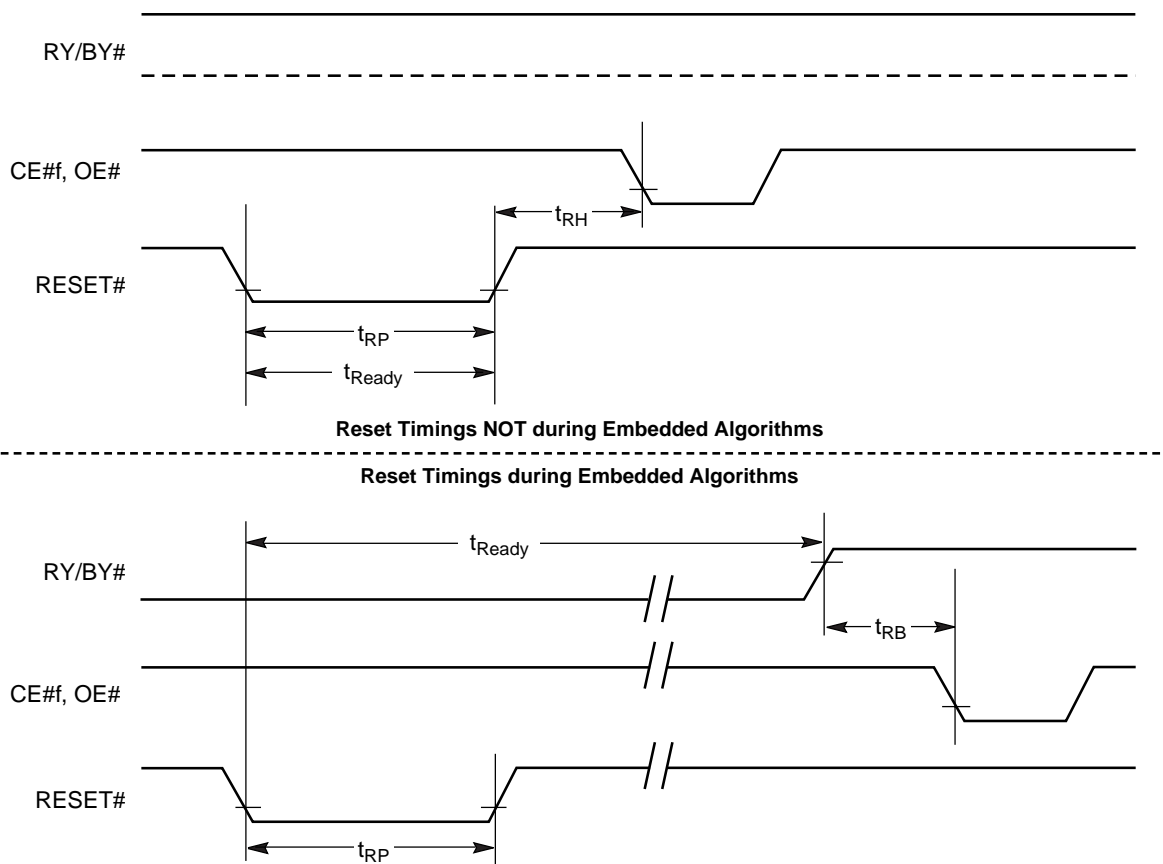 RY/BY#
CE#f, OE#
tRH
RESET#
tRP
tReady
Reset Timings NOT during Embedded Algorithms
Reset Timings during Embedded Algorithms
tReady
RY/BY#
tRB
CE#f, OE#
RESET#
tRP